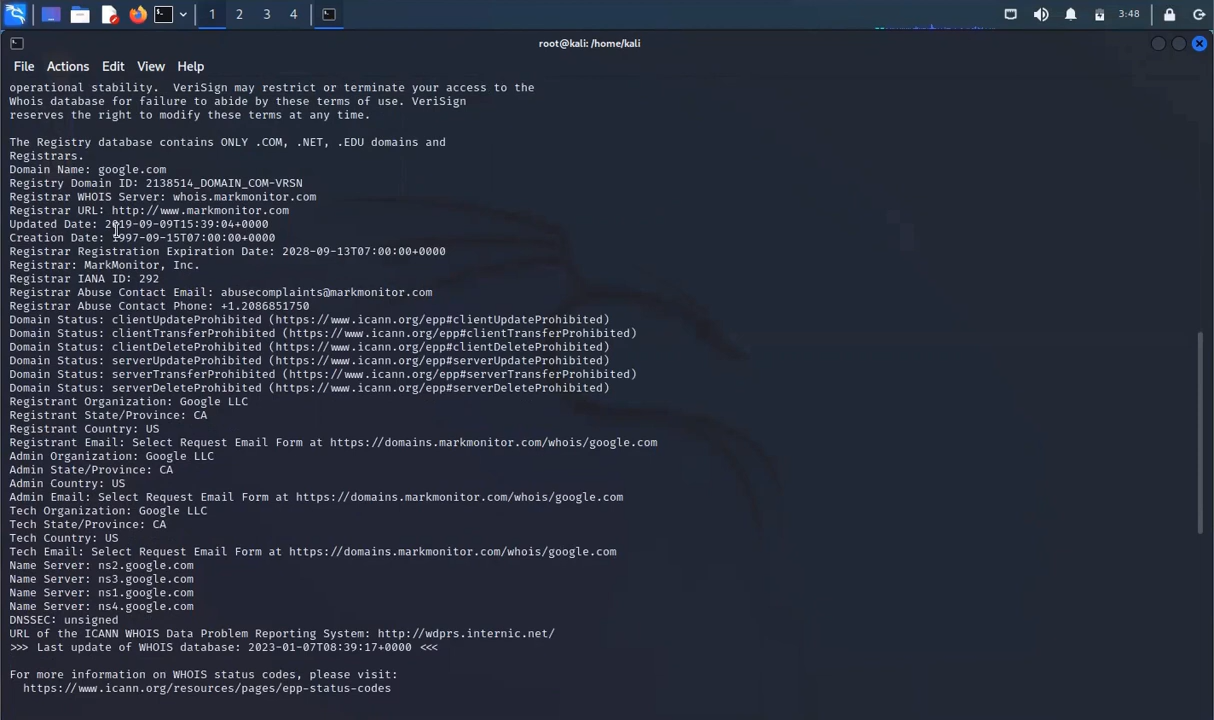 1 2 3 4
3:48
root@kali: /home/kali
File Actions Edit View Help
operational stability.  VeriSign may restrict or terminate your access to the
Whois database for failure to abide by these terms of use. VeriSign
reserves the right to modify these terms at any time.
The Registry database contains ONLY .COM, .NET, .EDU domains and
Registrars.
Domain Name: google.com
Registry Domain ID: 2138514_DOMAIN_COM-VRSN
Registrar WHOIS Server: whois.markmonitor.com
Registrar URL: http://www.markmonitor.com
Updated Date: 2019-09-09T15:39:04+0000
Creation Date: 1997-09-15T07:00:00+0000
Registrar Registration Expiration Date: 2028-09-13T07:00:00+0000
Registrar: MarkMonitor, Inc.
Registrar IANA ID: 292
Registrar Abuse Contact Email: abusecomplaints@markmonitor.com
Registrar Abuse Contact Phone: +1.2086851750
Domain Status: clientUpdateProhibited (https://www.icann.org/epp#clientUpdateProhibited)
Domain Status: clientTransferProhibited (https://www.icann.org/epp#clientTransferProhibited)
Domain Status: clientDeleteProhibited (https://www.icann.org/epp#clientDeleteProhibited)
Domain Status: serverUpdateProhibited (https://www.icann.org/epp#serverUpdateProhibited)
Domain Status: serverTransferProhibited (https://www.icann.org/epp#serverTransferProhibited)
Domain Status: serverDeleteProhibited (https://www.icann.org/epp#serverDeleteProhibited)
Registrant Organization: Google LLC
Registrant State/Province: CA
Registrant Country: US
Registrant Email: Select Request Email Form at https://domains.markmonitor.com/whois/google.com
Admin Organization: Google LLC
Admin State/Province: CA
Admin Country: US
Admin Email: Select Request Email Form at https://domains.markmonitor.com/whois/google.com
Tech Organization: Google LLC
Tech State/Province: CA
Tech Country: US
Tech Email: Select Request Email Form at https://domains.markmonitor.com/whois/google.com
Name Server: ns2.google.com
Name Server: ns3.google.com
Name Server: ns1.google.com
Name Server: ns4.google.com
DNSSEC: unsigned
URL of the ICANN WHOIS Data Problem Reporting System: http://wdprs.internic.net/
>>> Last update of WHOIS database: 2023-01-07T08:39:17+0000 <<<
For more information on WHOIS status codes, please visit:
https://www.icann.org/resources/pages/epp-status-codes